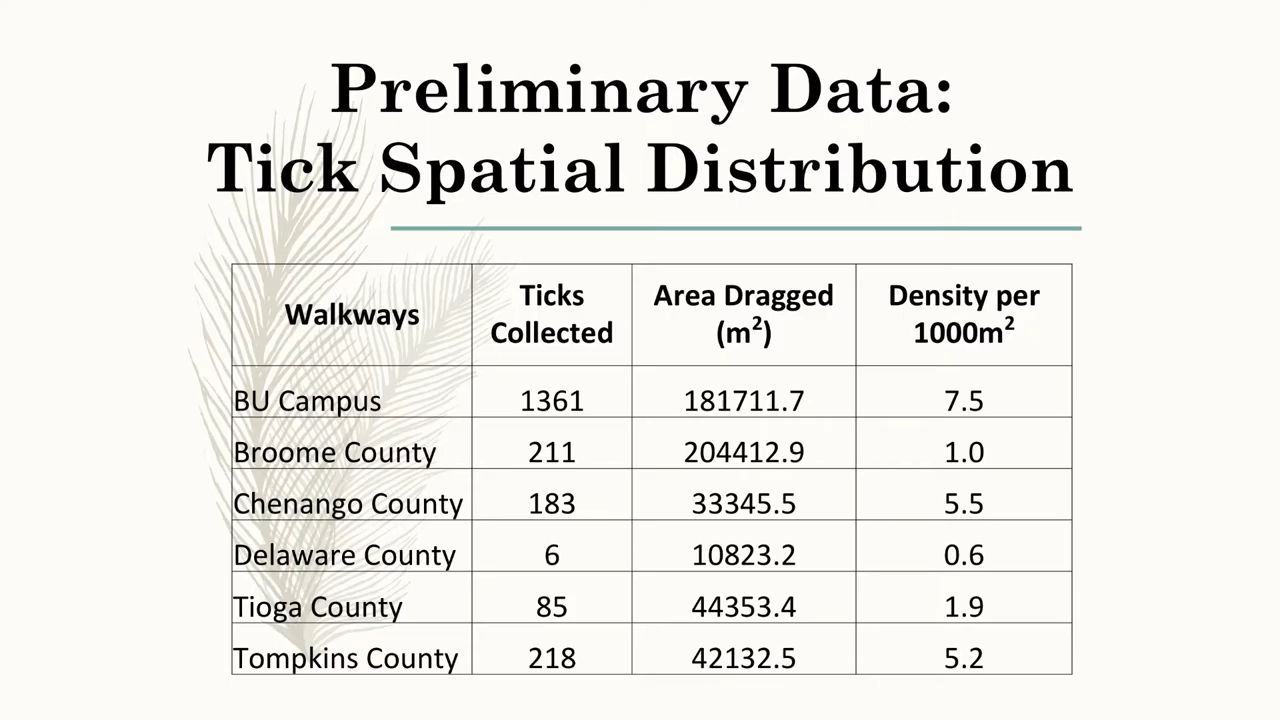 Preliminary Data:
Tick Spatial Distribution
Walkways Ticks Collected Area Dragged (m²) Density per 1000m²
BU Campus 1361 181711.7 7.5
Broome County 211 204412.9 1.0
Chenango County 183 33345.5 5.5
Delaware County 6 10823.2 0.6
Tioga County 85 44353.4 1.9
Tompkins County 218 42132.5 5.2